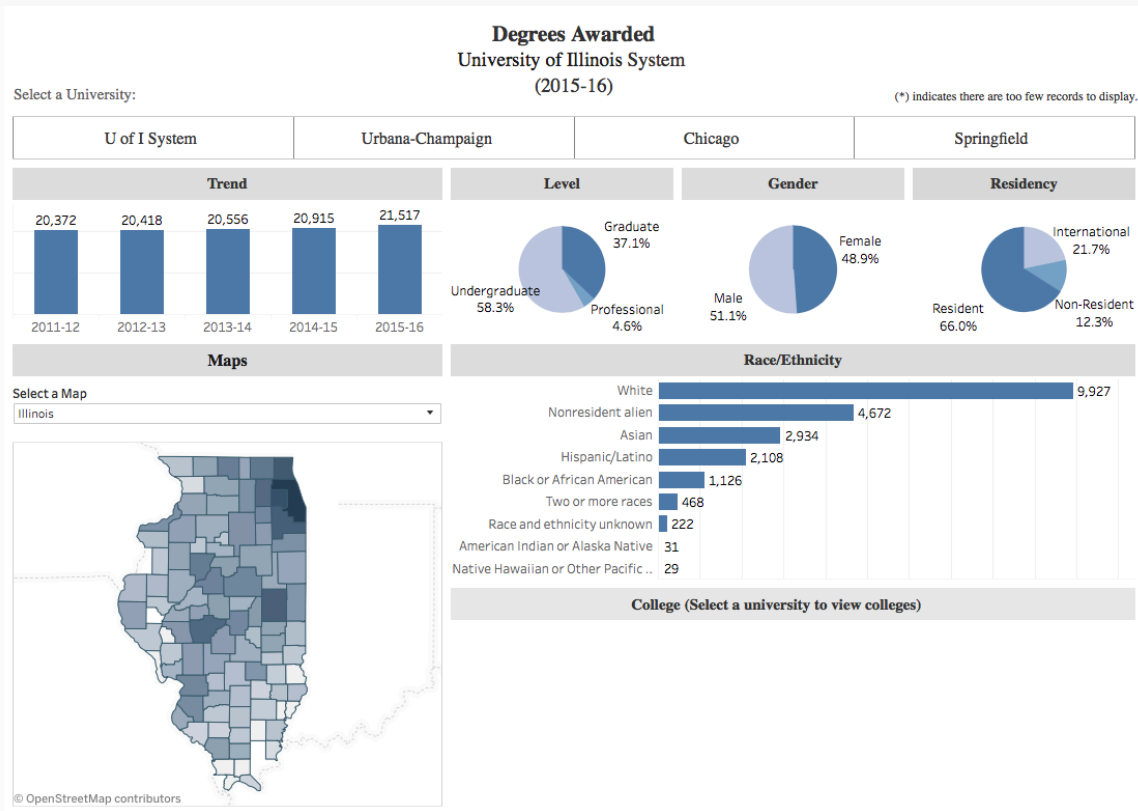 Degrees Awarded
University of Illinois System
(2015-16)
Select a University:
(*) indicates there are too few records to display.
U of I System
Urbana-Champaign
Chicago
Springfield
Trend
Level
Gender
Residency
20,372
20,418
20,556
20,915
21,517
2011-12
2012-13
2013-14
2014-15
2015-16
Graduate
37.1%
Undergraduate
58.3%
Professional
4.6%
Female
48.9%
Male
51.1%
International
21.7%
Resident
66.0%
Non-Resident
12.3%
Maps
Select a Map
Illinois
© OpenStreetMap contributors
Race/Ethnicity
White 9,927
Nonresident alien 4,672
Asian 2,934
Hispanic/Latino 2,108
Black or African American 1,126
Two or more races 468
Race and ethnicity unknown 222
American Indian or Alaska Native 31
Native Hawaiian or Other Pacific .. 29
College (Select a university to view colleges)